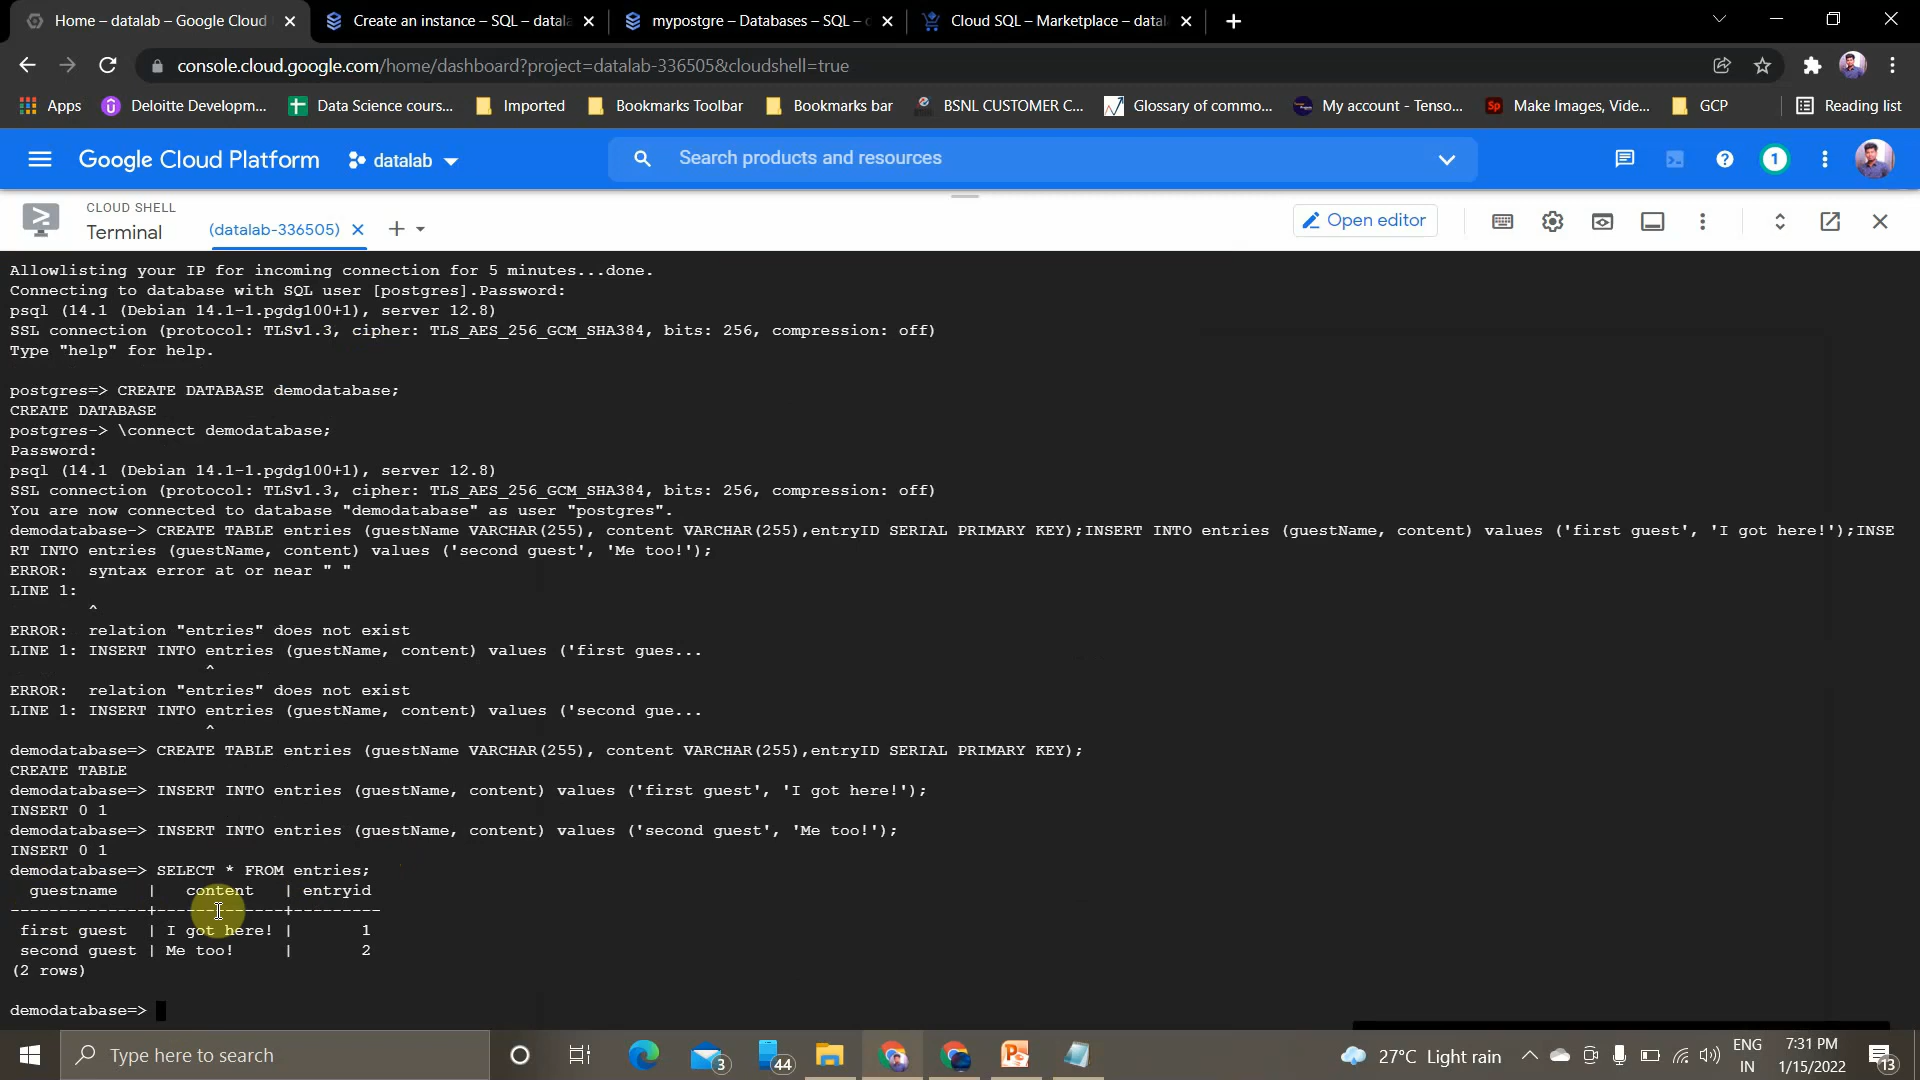 Home – datalab – Google Cloud
Create an instance – SQL – datala
mypostgre – Databases – SQL –
Cloud SQL – Marketplace – datal
console.cloud.google.com/home/dashboard?project=datalab-336505&cloudshell=true
Apps
Deloitte Developm...
Data Science cours...
Imported
Bookmarks Toolbar
Bookmarks bar
BSNL CUSTOMER C...
Glossary of commo...
My account - Tenso...
Sp
Make Images, Vide...
GCP
Reading list
Google Cloud Platform
datalab
Search products and resources
1
CLOUD SHELL
Terminal
(datalab-336505)
Open editor
Allowlisting your IP for incoming connection for 5 minutes...done.
Connecting to database with SQL user [postgres].Password:
psql (14.1 (Debian 14.1-1.pgdg100+1), server 12.8)
SSL connection (protocol: TLSv1.3, cipher: TLS_AES_256_GCM_SHA384, bits: 256, compression: off)
Type "help" for help.
postgres=> CREATE DATABASE demodatabase;
CREATE DATABASE
postgres-> \connect demodatabase;
Password:
psql (14.1 (Debian 14.1-1.pgdg100+1), server 12.8)
SSL connection (protocol: TLSv1.3, cipher: TLS_AES_256_GCM_SHA384, bits: 256, compression: off)
You are now connected to database "demodatabase" as user "postgres".
demodatabase-> CREATE TABLE entries (guestName VARCHAR(255), content VARCHAR(255),entryID SERIAL PRIMARY KEY);INSERT INTO entries (guestName, content) values ('first guest', 'I got here!');INSE
RT INTO entries (guestName, content) values ('second guest', 'Me too!');
ERROR:  syntax error at or near " "
LINE 1:
^
ERROR:  relation "entries" does not exist
LINE 1: INSERT INTO entries (guestName, content) values ('first gues...
^
ERROR:  relation "entries" does not exist
LINE 1: INSERT INTO entries (guestName, content) values ('second gue...
^
demodatabase=> CREATE TABLE entries (guestName VARCHAR(255), content VARCHAR(255),entryID SERIAL PRIMARY KEY);
CREATE TABLE
demodatabase=> INSERT INTO entries (guestName, content) values ('first guest', 'I got here!');
INSERT 0 1
demodatabase=> INSERT INTO entries (guestName, content) values ('second guest', 'Me too!');
INSERT 0 1
demodatabase=> SELECT * FROM entries;
guestname | content | entryid
--------------+-------------+---------
first guest | I got here! | 1
second guest | Me too! | 2
(2 rows)
demodatabase=>
Type here to search
3
44
27°C Light rain
ENG
IN
7:31 PM
1/15/2022
13